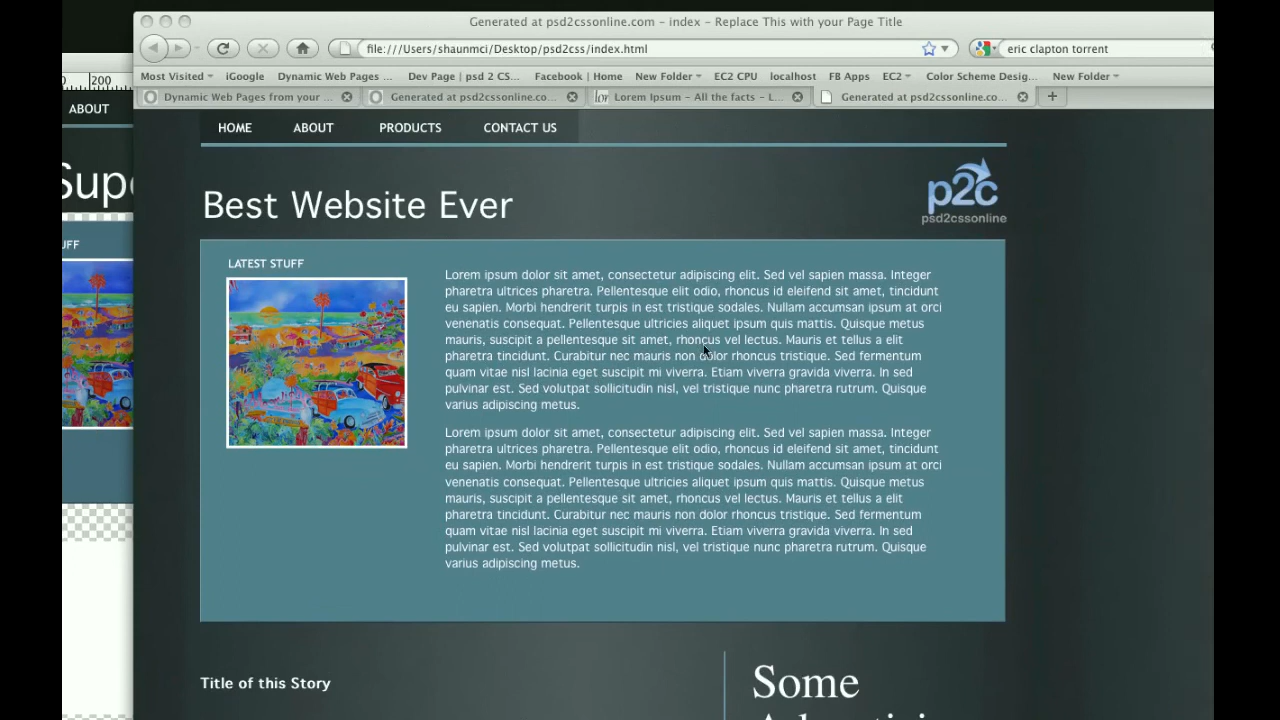 Generated at psd2cssonline.com - index - Replace This with your Page Title
file:///Users/shaunmci/Desktop/psd2css/index.html
eric clapton torrent
Most Visited iGoogle Dynamic Web Pages ... Dev Page | psd 2 CS... Facebook | Home New Folder EC2 CPU localhost FB Apps EC2 Color Scheme Desig... New Folder
Dynamic Web Pages from your ... Generated at psd2cssonline.co... lor Lorem Ipsum - All the facts - L... Generated at psd2cssonline.co...
200
ABOUT
Supe
UFF
HOME ABOUT PRODUCTS CONTACT US
Best Website Ever
p2c
psd2cssonline
LATEST STUFF
Lorem ipsum dolor sit amet, consectetur adipiscing elit. Sed vel sapien massa. Integer
pharetra ultrices pharetra. Pellentesque elit odio, rhoncus id eleifend sit amet, tincidunt
eu sapien. Morbi hendrerit turpis in est tristique sodales. Nullam accumsan ipsum at orci
venenatis consequat. Pellentesque ultricies aliquet ipsum quis mattis. Quisque metus
mauris, suscipit a pellentesque sit amet, rhoncus vel lectus. Mauris et tellus a elit
pharetra tincidunt. Curabitur nec mauris non dolor rhoncus tristique. Sed fermentum
quam vitae nisl lacinia eget suscipit mi viverra. Etiam viverra gravida viverra. In sed
pulvinar est. Sed volutpat sollicitudin nisl, vel tristique nunc pharetra rutrum. Quisque
varius adipiscing metus.
Lorem ipsum dolor sit amet, consectetur adipiscing elit. Sed vel sapien massa. Integer
pharetra ultrices pharetra. Pellentesque elit odio, rhoncus id eleifend sit amet, tincidunt
eu sapien. Morbi hendrerit turpis in est tristique sodales. Nullam accumsan ipsum at orci
venenatis consequat. Pellentesque ultricies aliquet ipsum quis mattis. Quisque metus
mauris, suscipit a pellentesque sit amet, rhoncus vel lectus. Mauris et tellus a elit
pharetra tincidunt. Curabitur nec mauris non dolor rhoncus tristique. Sed fermentum
quam vitae nisl lacinia eget suscipit mi viverra. Etiam viverra gravida viverra. In sed
pulvinar est. Sed volutpat sollicitudin nisl, vel tristique nunc pharetra rutrum. Quisque
varius adipiscing metus.
Title of this Story
Some